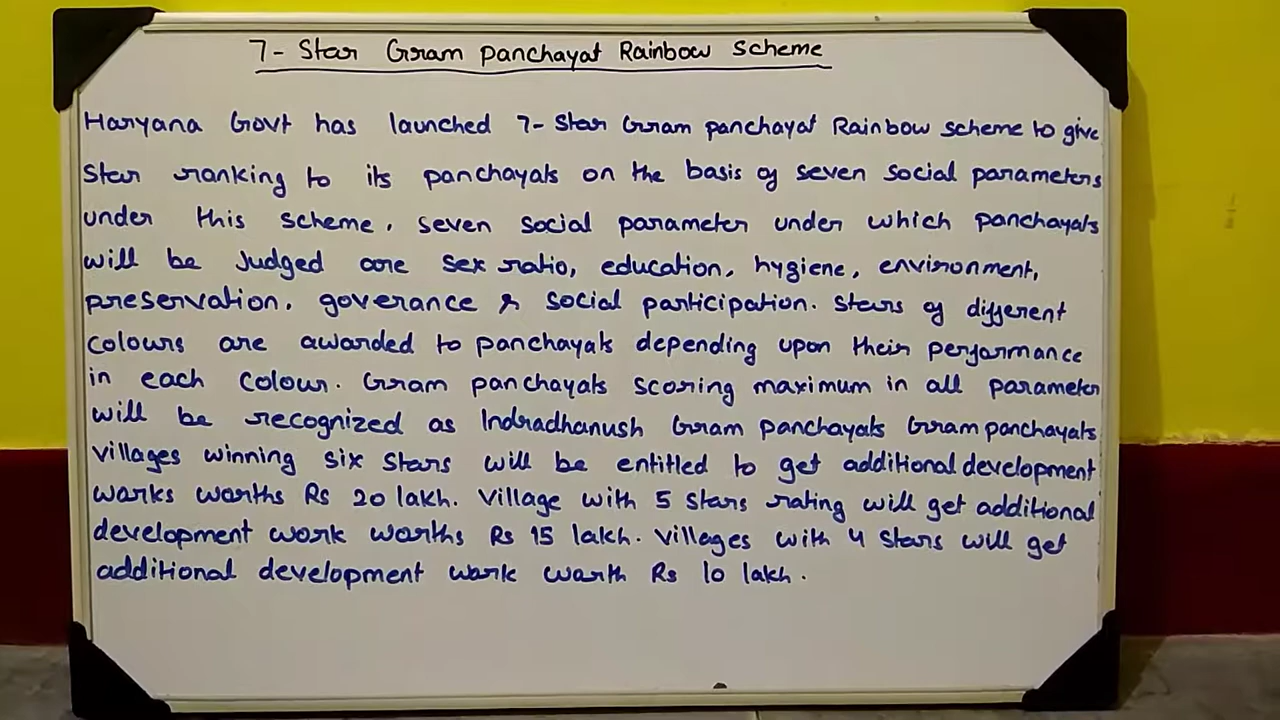 7- Star Gram Panchayat Rainbow Scheme
Haryana Govt has launched 7- Star Gram panchayat Rainbow scheme to give
Star ranking to its panchayats on the basis of seven social parameters
under this scheme. seven social parameter under which panchayats
will be Judged are sex ratio, education, hygiene, environment,
preservation. goverance & social participation. stars of different
colours are awarded to panchayats depending upon their performance
in each colour. Gram panchayats scoring maximum in all parameter
will be recognized as Indradhanush Gram panchayats Gram panchayats
villages winning six stars will be entitled to get additional development
works worths Rs 20 lakh. village with 5 stars rating will get additional
development work worths Rs 15 lakh. villages with 4 stars will get
additional development work worth Rs 10 lakh.